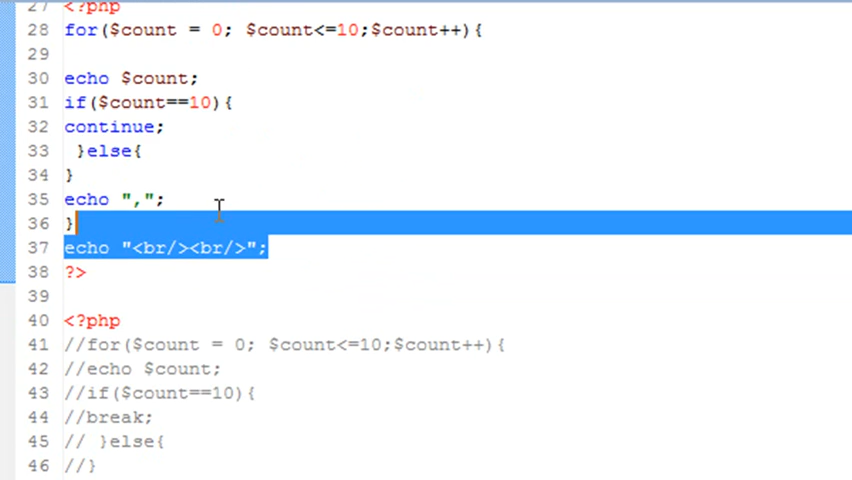 27 <?php
28 for($count = 0; $count<=10;$count++){
29
30 echo $count;
31 if($count==10){
32 continue;
33  }else{
34 }
35 echo ",";
36 }
37 echo "<br/><br/>";
38 ?>
39
40 <?php
41 //for($count = 0; $count<=10;$count++){
42 //echo $count;
43 //if($count==10){
44 //break;
45 // }else{
46 //}